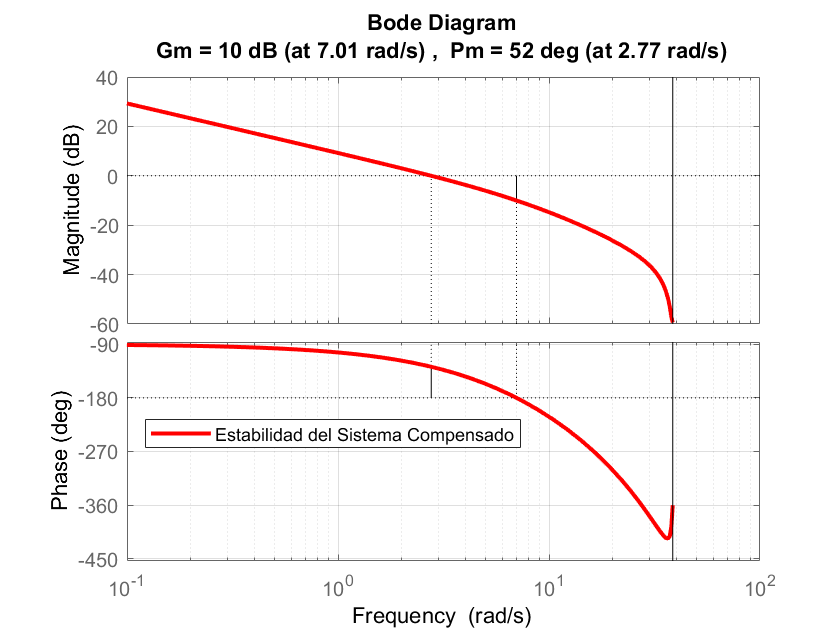 Bode Diagram
Gm = 10 dB (at 7.01 rad/s) ,  Pm = 52 deg (at 2.77 rad/s)
Magnitude (dB)
40
20
0
-20
-40
-60
Phase (deg)
-90
-180
-270
-360
-450
Estabilidad del Sistema Compensado
10^-1 10^0 10^1 10^2
Frequency  (rad/s)